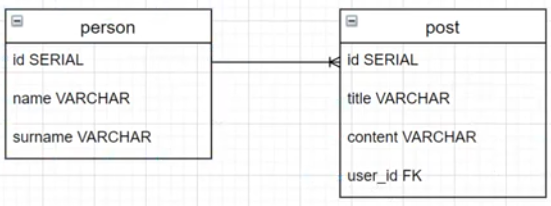 person
id SERIAL
name VARCHAR
surname VARCHAR
post
id SERIAL
title VARCHAR
content VARCHAR
user_id FK